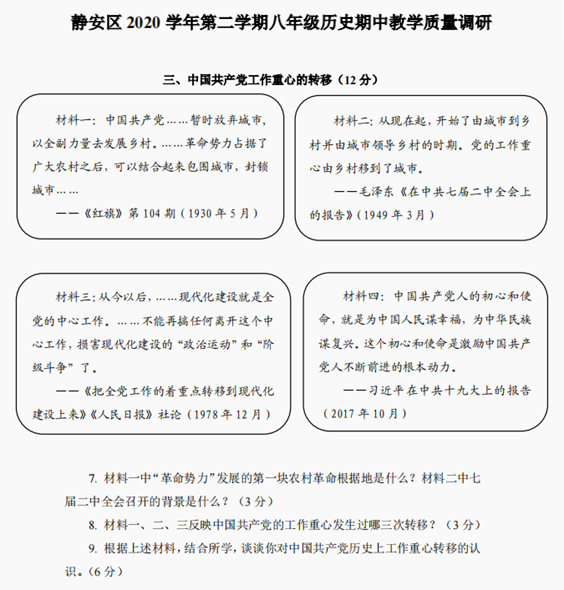 静安区 2020 学年第二学期八年级历史期中教学质量调研
三、中国共产党工作重心的转移（12 分）
材料一： 中国共产党……暂时放弃城市，
以全副力量去发展乡村。……革命势力占据了
广大农村之后，可以结合起来包围城市，封锁
城市……
——《红旗》第 104 期（1930 年 5 月）
材料二：从现在起，开始了由城市到乡
村并由城市领导乡村的时期。党的工作重
心由乡村移到了城市。
——毛泽东《在中共七届二中全会上
的报告》（1949 年 3 月）
材料三：从今以后，……现代化建设就是全
党的中心工作。……不能再搞任何离开这个中
心工作，损害现代化建设的“政治运动”和“阶
级斗争”了。
——《把全党工作的着重点转移到现代化
建设上来》《人民日报》社论（1978 年 12 月）
材料四： 中国共产党人的初心和使
命，就是为中国人民谋幸福，为中华民族
谋复兴。这个初心和使命是激励中国共产
党人不断前进的根本动力。
——习近平在中共十九大上的报告
（2017 年 10 月）
7. 材料一中“革命势力”发展的第一块农村革命根据地是什么？材料二中七
届二中全会召开的背景是什么？（3 分）
8. 材料一、二、三反映中国共产党的工作重心发生过哪三次转移？（3 分）
9. 根据上述材料，结合所学，谈谈你对中国共产党历史上工作重心转移的认
识。（6 分）